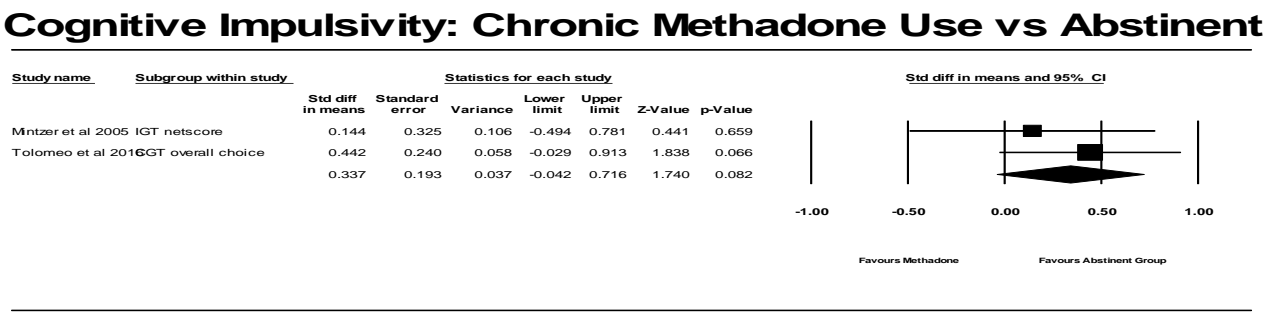 Cognitive Impulsivity: Chronic Methadone Use vs Abstinent
Study name Subgroup within study Statistics for each study Std diff in means and 95% CI
Std diff Standard Lower Upper
in means error Variance limit limit Z-Value p-Value
Mintzer et al 2005 IGT netscore 0.144 0.325 0.106 -0.494 0.781 0.441 0.659
Tolomeo et al 2016 CGT overall choice 0.442 0.240 0.058 -0.029 0.913 1.838 0.066
0.337 0.193 0.037 -0.042 0.716 1.740 0.082
-1.00 -0.50 0.00 0.50 1.00
Favours Methadone Favours Abstinent Group